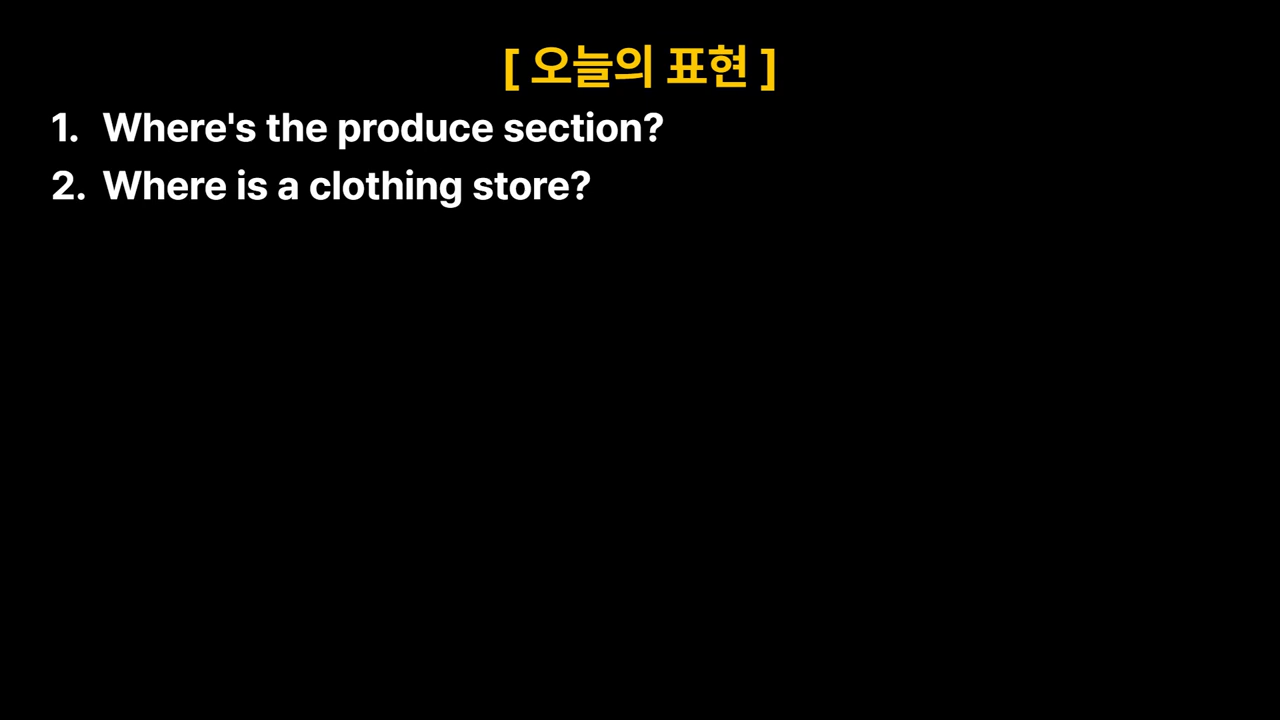 [ 오늘의 표현 ]
1. Where's the produce section?
2. Where is a clothing store?